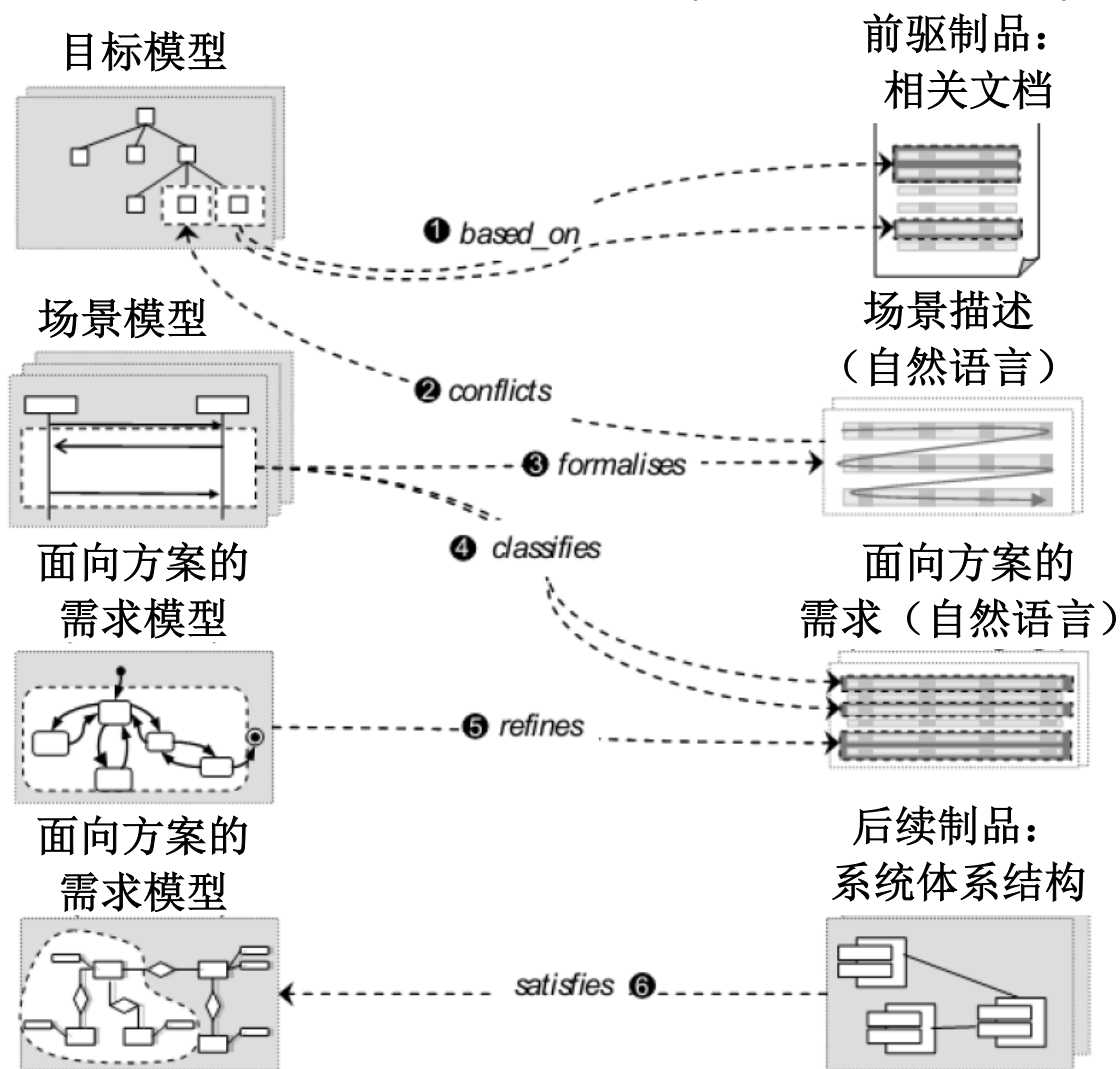 目标模型
前驱制品：
相关文档
❶ based_on
场景模型
场景描述
（自然语言）
❷ conflicts
❸ formalises
❹ classifies
面向方案的
需求模型
面向方案的
需求（自然语言）
❺ refines
面向方案的
需求模型
后续制品：
系统体系结构
satisfies ❻